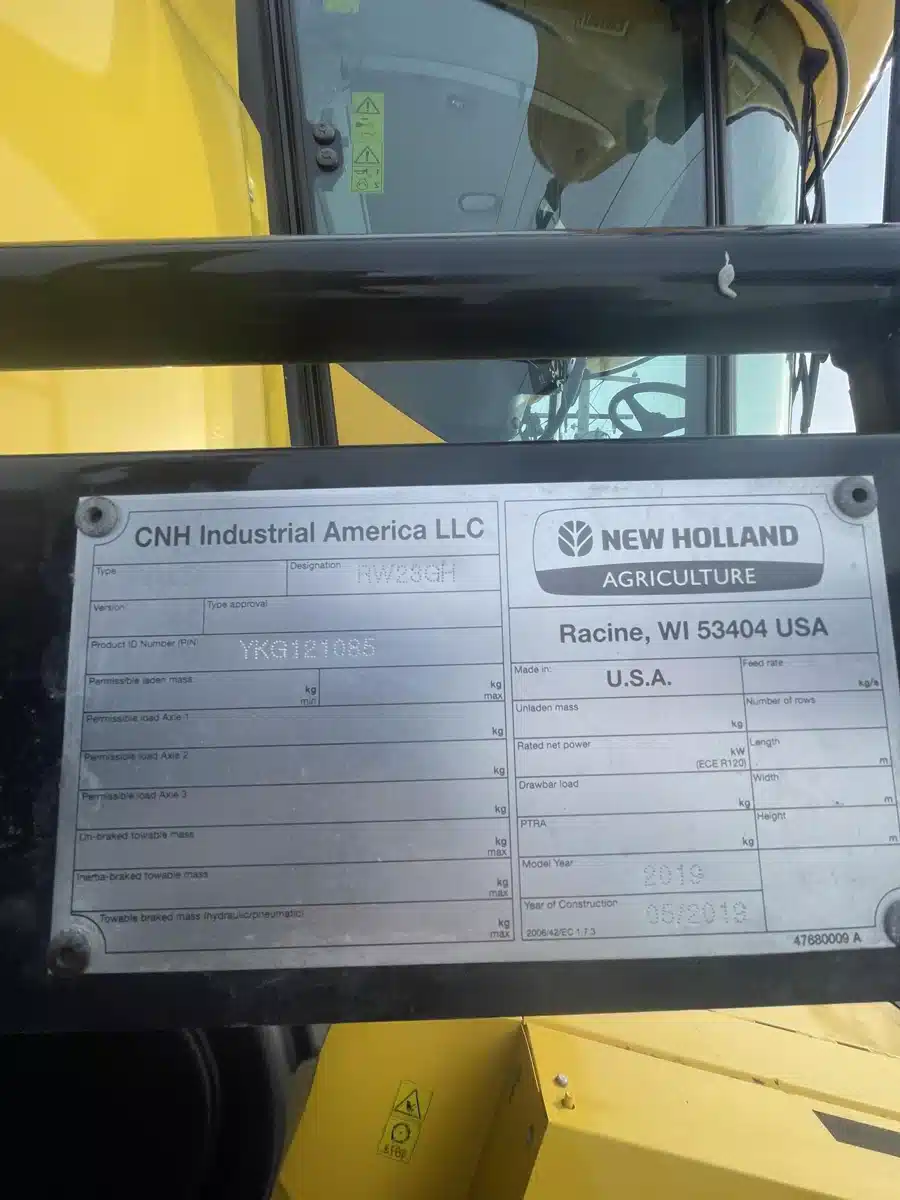 CNH Industrial America LLC
Type
Designation
Version
Type approval
Product ID Number (PIN)
YKG121085
Permissible laden mass
kg
min
kg
max
Permissible load Axle 1
kg
Permissible load Axle 2
kg
Permissible load Axle 3
kg
Un-braked towable mass
kg
max
Inertia-braked towable mass
kg
max
Towable braked mass (hydraulic/pneumatic)
kg
max
NEW HOLLAND
AGRICULTURE
Racine, WI 53404 USA
Made in:
U.S.A.
Feed rate
kg/s
Unladen mass
kg
Number of rows
Rated net power
kW
(ECE R120)
Length
m
Drawbar load
kg
Width
m
PTRA
kg
Height
m
Model Year
2019
Year of Construction
05/2019
2006/42/EC 1.7.3
47680009 A
STOP